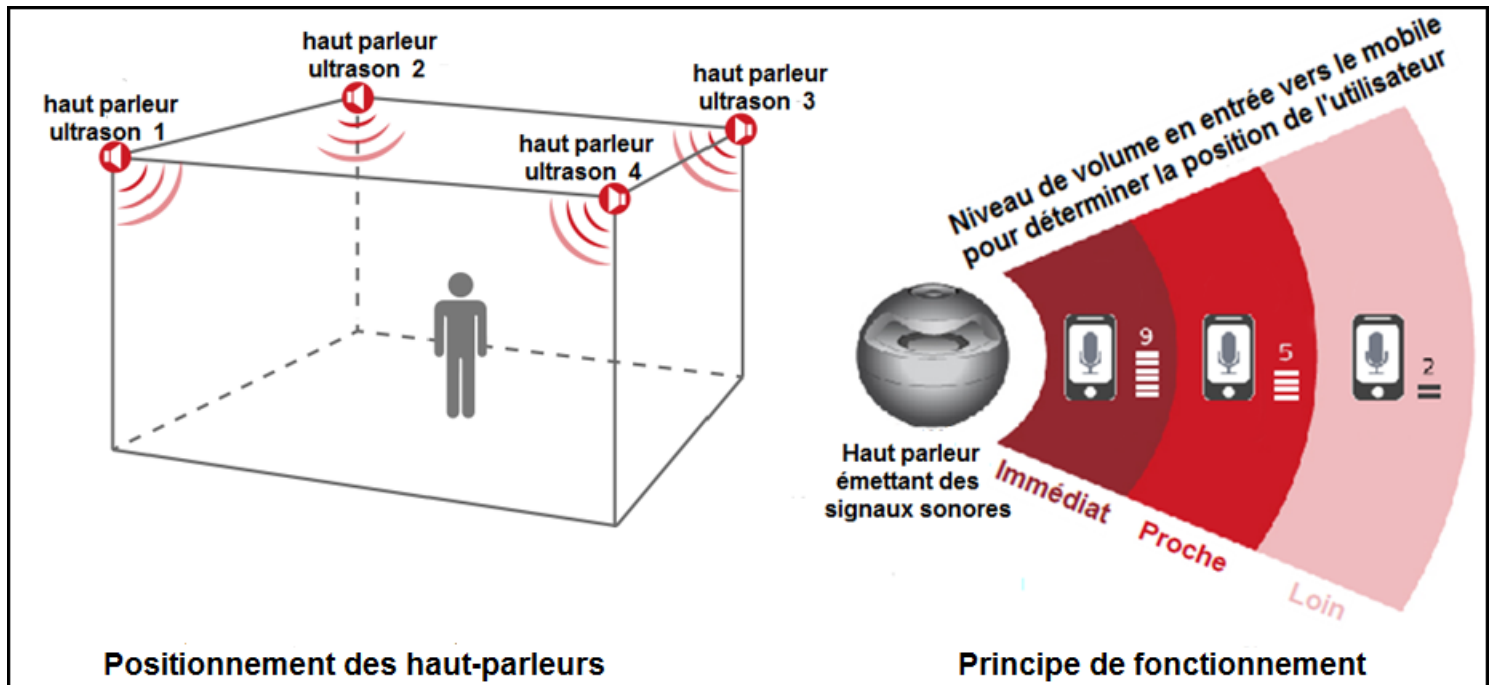 haut parleur
ultrason 1
haut parleur
ultrason 2
haut parleur
ultrason 3
haut parleur
ultrason 4
Positionnement des haut-parleurs
Niveau de volume en entrée vers le mobile
pour déterminer la position de l'utilisateur
9
5
2
Haut parleur
émettant des
signaux sonores
Immédiat
Proche
Loin
Principe de fonctionnement